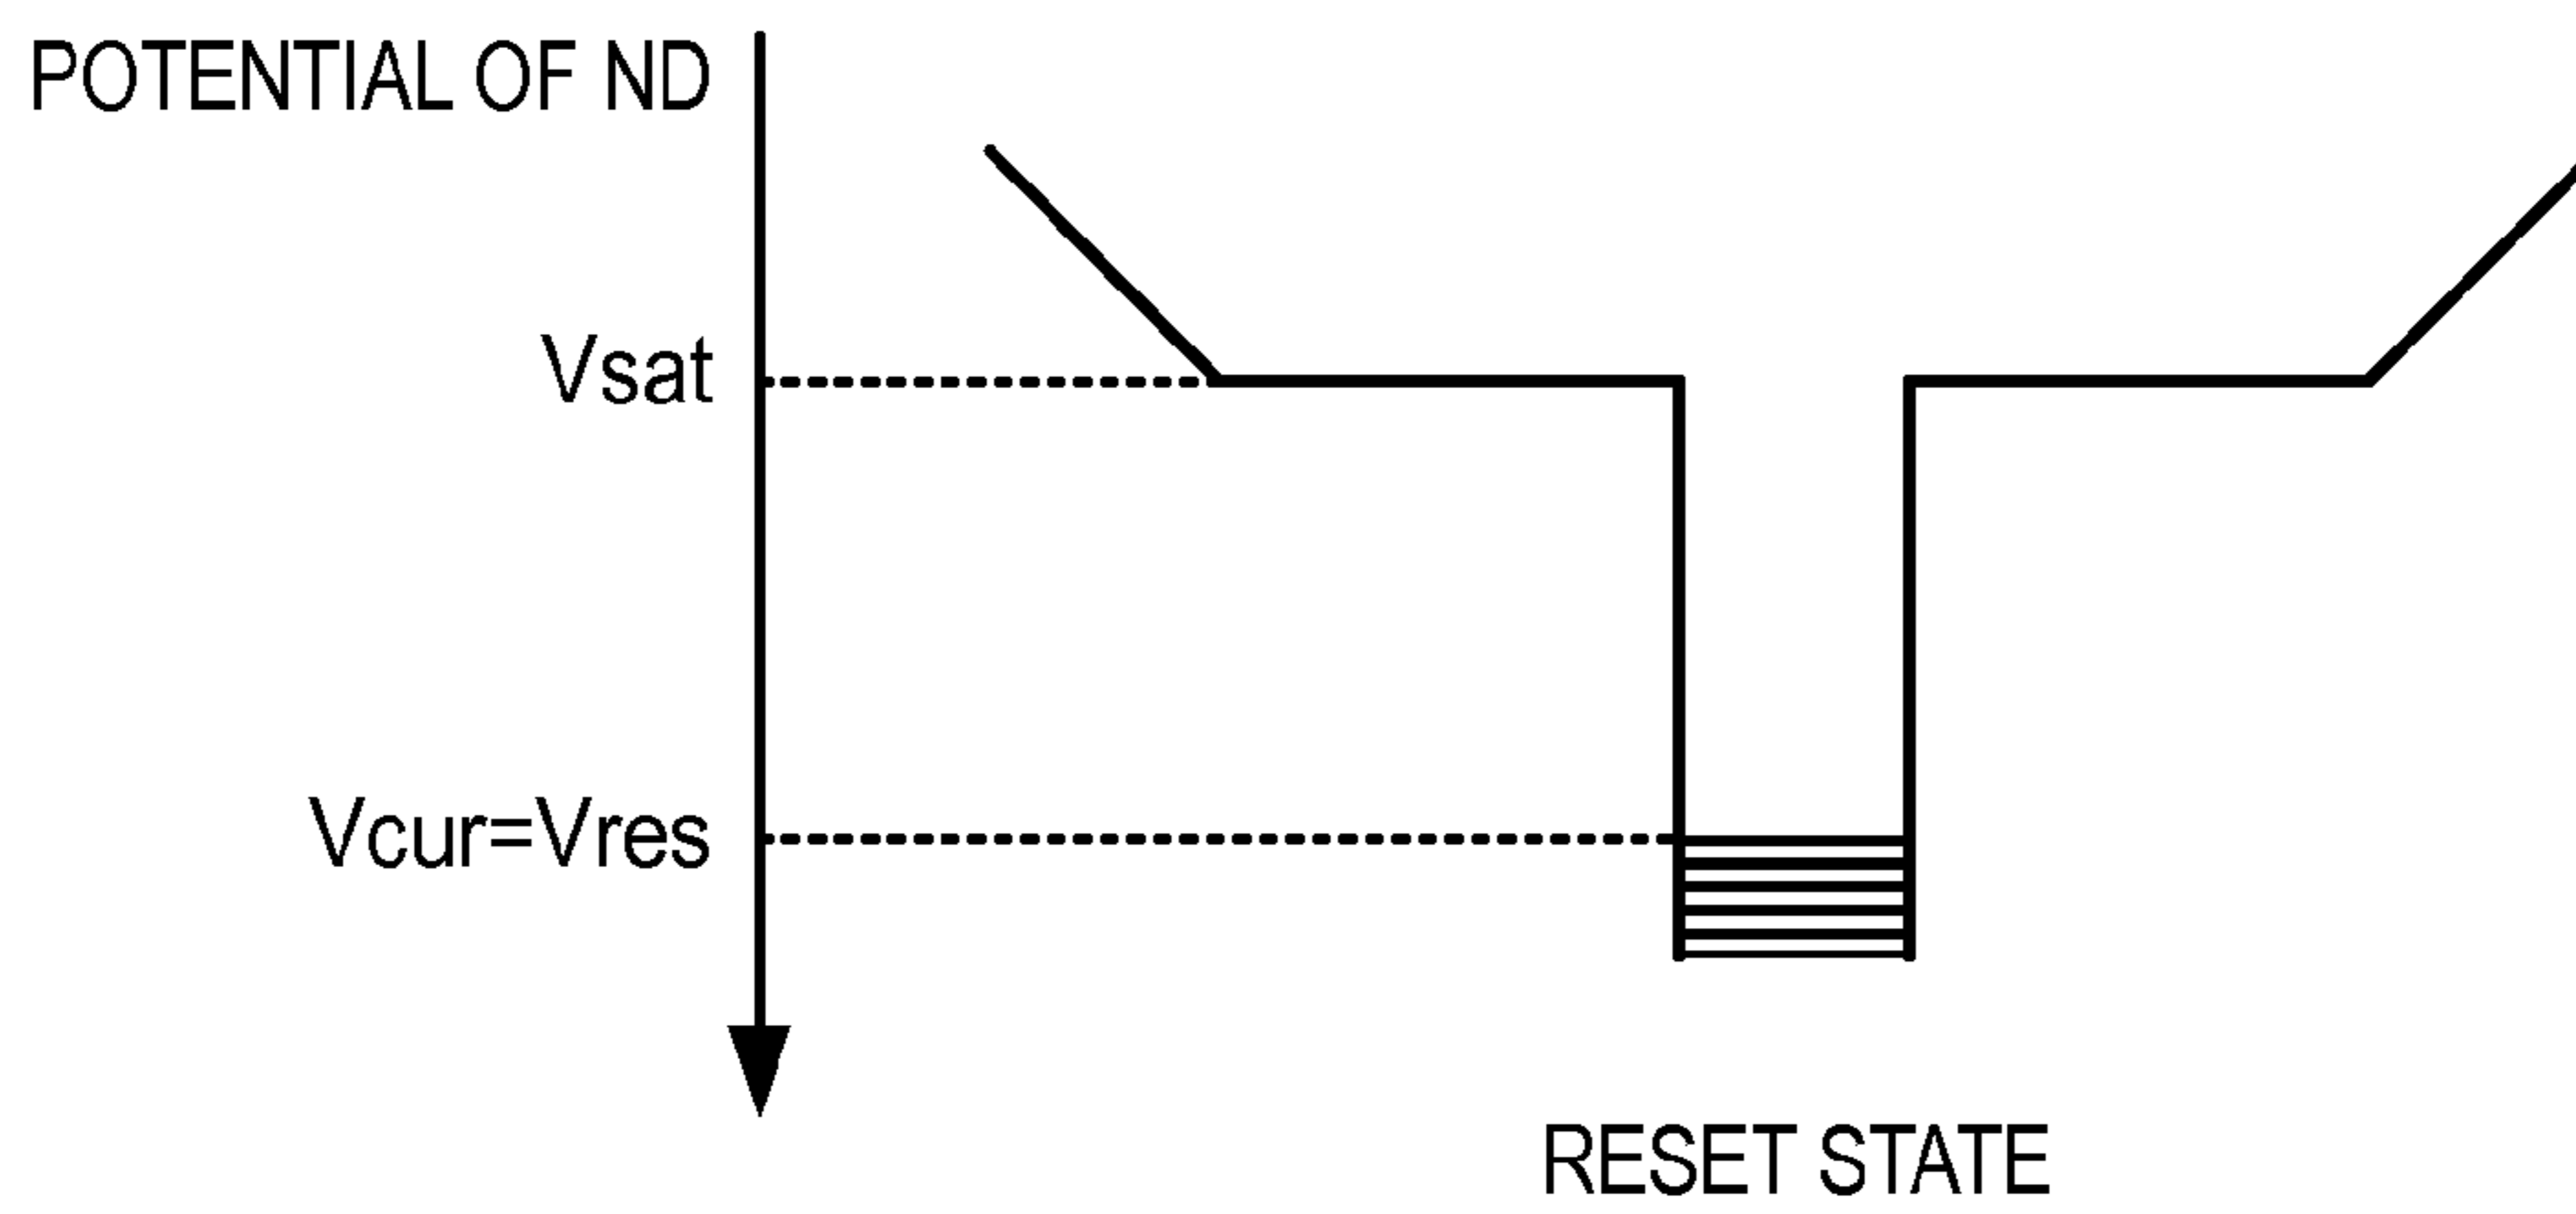 POTENTIAL OF ND
Vsat
Vcur=Vres
RESET STATE